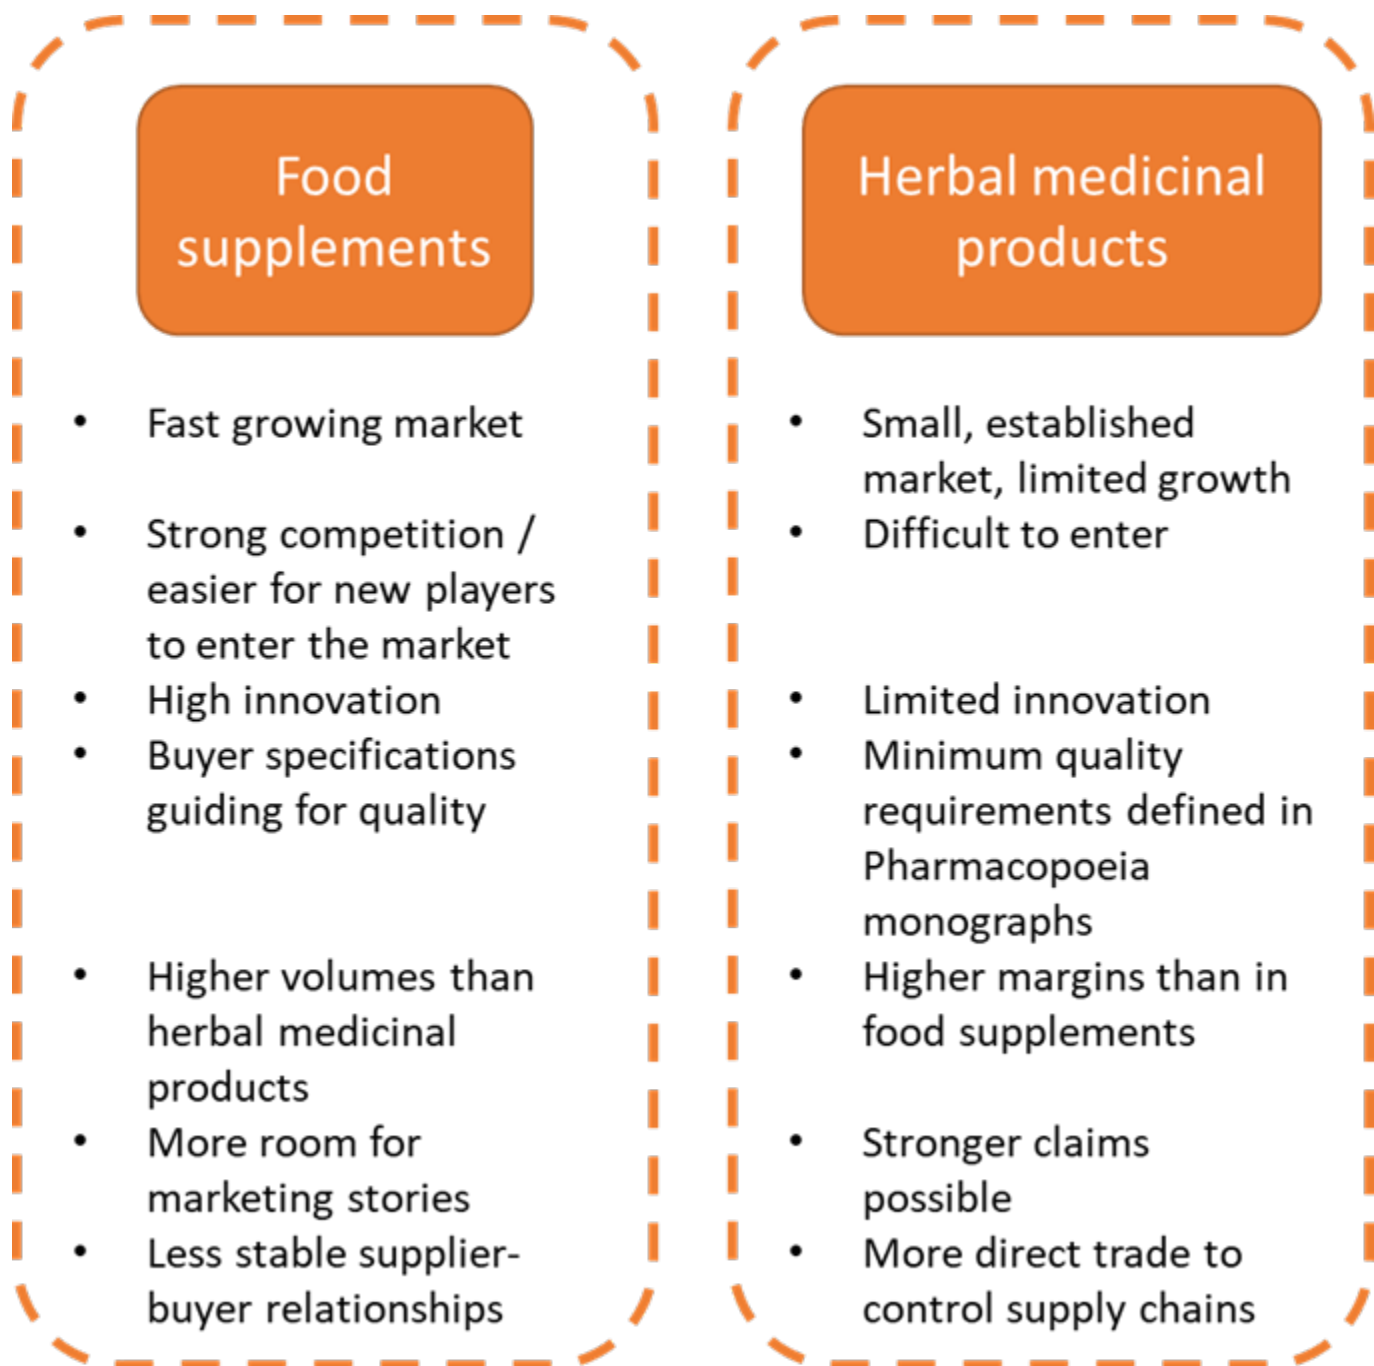 Food
supplements
• Fast growing market
• Strong competition /
easier for new players
to enter the market
• High innovation
• Buyer specifications
guiding for quality
• Higher volumes than
herbal medicinal
products
• More room for
marketing stories
• Less stable supplier-
buyer relationships
Herbal medicinal
products
• Small, established
market, limited growth
• Difficult to enter
• Limited innovation
• Minimum quality
requirements defined in
Pharmacopoeia
monographs
• Higher margins than in
food supplements
• Stronger claims
possible
• More direct trade to
control supply chains